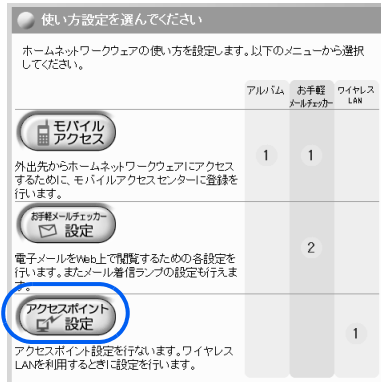 使い方設定を選んでください
ホームネットワークウェアの使い方を設定します。以下のメニューから選択
してください。
アルバム お手軽 ワイヤレス
メールチェッカー LAN
モバイル
アクセス
1 1
外出先からホームネットワークウェアにアクセス
するために、モバイルアクセスセンターに登録を
行います。
お手軽メールチェッカー
設定
2
電子メールをWeb上で閲覧するための各設定を
行います。またメール着信ランプの設定も行えま
す。
アクセスポイント
設定
1
アクセスポイント設定を行ないます。ワイヤレス
LANを利用するときに設定を行います。